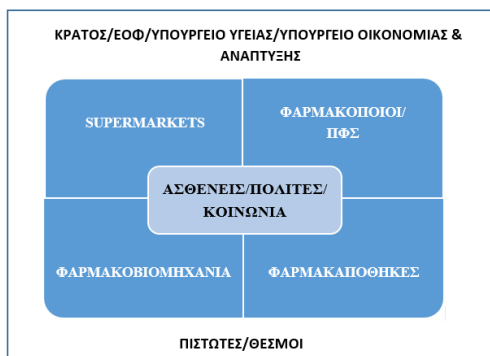 ΚΡΑΤΟΣ/ΕΟΦ/ΥΠΟΥΡΓΕΙΟ ΥΓΕΙΑΣ/ΥΠΟΥΡΓΕΙΟ ΟΙΚΟΝΟΜΙΑΣ &
ΑΝΑΠΤΥΞΗΣ
SUPERMARKETS
ΦΑΡΜΑΚΟΠΟΙΟΙ/
ΠΦΣ
ΑΣΘΕΝΕΙΣ/ΠΟΛΙΤΕΣ/
ΚΟΙΝΩΝΙΑ
ΦΑΡΜΑΚΟΒΙΟΜΗΧΑΝΙΑ
ΦΑΡΜΑΚΑΠΟΘΗΚΕΣ
ΠΙΣΤΩΤΕΣ/ΘΕΣΜΟΙ